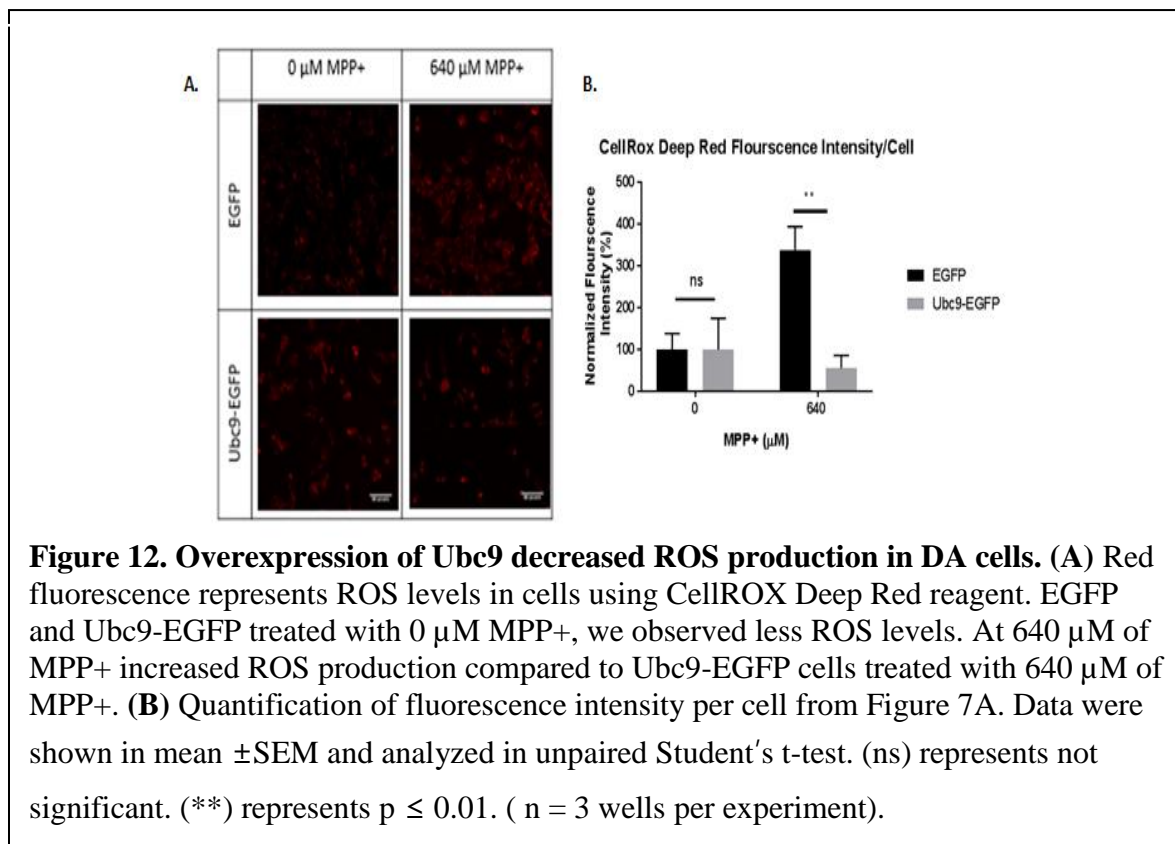 A.
0 µM MPP+
640 µM MPP+
EGFP
Ubc9-EGFP
B.
CellRox Deep Red Flourscence Intensity/Cell
Normalized Flourscence
Intensity (%)
500
400
300
200
100
0
ns
**
0
640
MPP+ (µM)
EGFP
Ubc9-EGFP
Figure 12. Overexpression of Ubc9 decreased ROS production in DA cells. (A) Red
fluorescence represents ROS levels in cells using CellROX Deep Red reagent. EGFP
and Ubc9-EGFP treated with 0 µM MPP+, we observed less ROS levels. At 640 µM of
MPP+ increased ROS production compared to Ubc9-EGFP cells treated with 640 µM of
MPP+. (B) Quantification of fluorescence intensity per cell from Figure 7A. Data were
shown in mean ±SEM and analyzed in unpaired Student′s t-test. (ns) represents not
significant. (**) represents p ≤ 0.01. ( n = 3 wells per experiment).